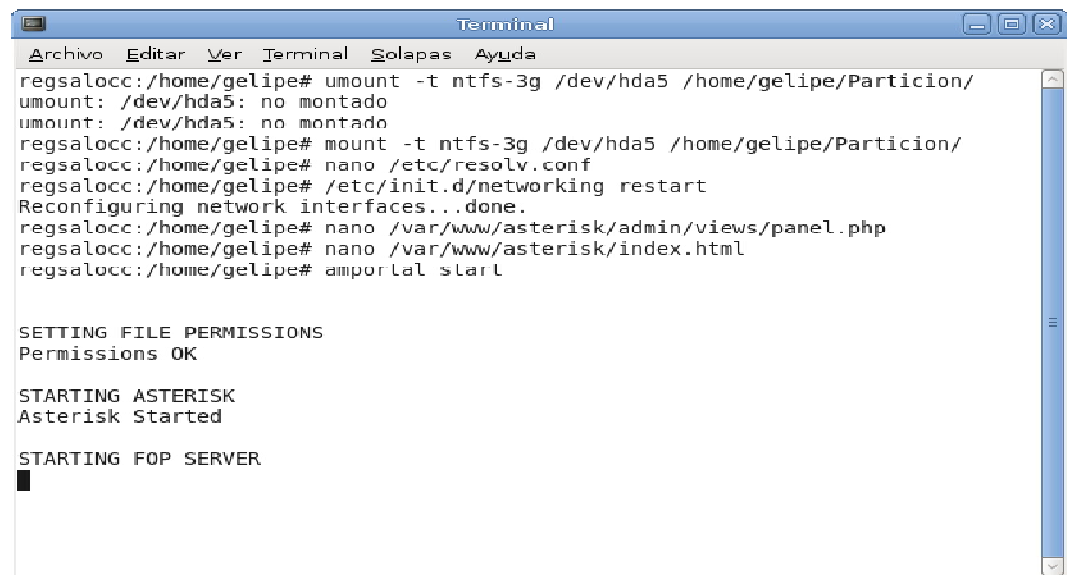 Terminal
Archivo Editar Ver Terminal Solapas Ayuda
regsalocc:/home/gelipe# umount -t ntfs-3g /dev/hda5 /home/gelipe/Particion/
umount: /dev/hda5: no montado
umount: /dev/hda5: no montado
regsalocc:/home/gelipe# mount -t ntfs-3g /dev/hda5 /home/gelipe/Particion/
regsalocc:/home/gelipe# nano /etc/resolv.conf
regsalocc:/home/gelipe# /etc/init.d/networking restart
Reconfiguring network interfaces...done.
regsalocc:/home/gelipe# nano /var/www/asterisk/admin/views/panel.php
regsalocc:/home/gelipe# nano /var/www/asterisk/index.html
regsalocc:/home/gelipe# amportal start
SETTING FILE PERMISSIONS
Permissions OK
STARTING ASTERISK
Asterisk Started
STARTING FOP SERVER